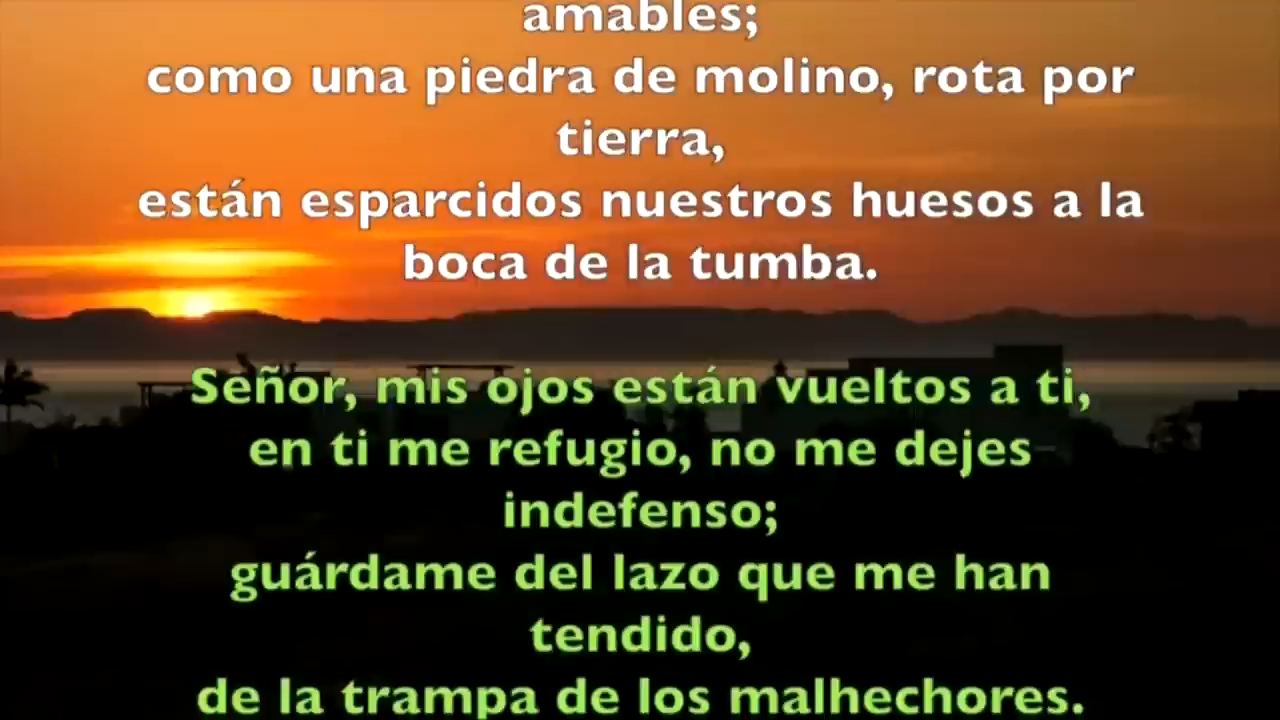 amables;
como una piedra de molino, rota por
tierra,
están esparcidos nuestros huesos a la
boca de la tumba.
Señor, mis ojos están vueltos a ti,
en ti me refugio, no me dejes
indefenso;
guárdame del lazo que me han
tendido,
de la trampa de los malhechores.